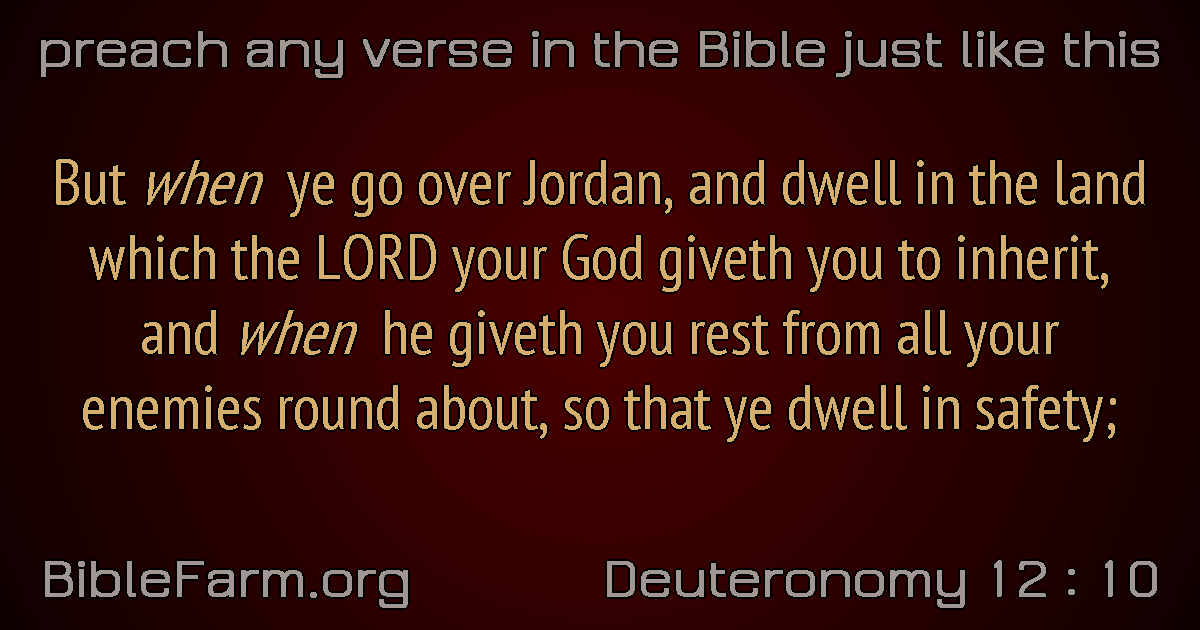 preach any verse in the Bible just like this
But when ye go over Jordan, and dwell in the land
which the LORD your God giveth you to inherit,
and when he giveth you rest from all your
enemies round about, so that ye dwell in safety;
BibleFarm.org
Deuteronomy 12 : 10